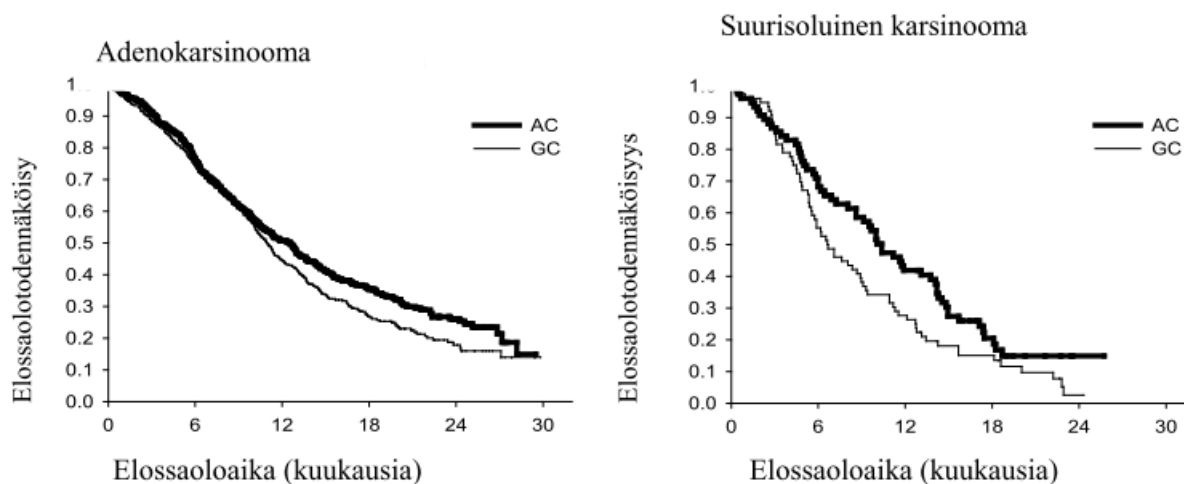 Adenokarsinooma
Elossaolotodennäköisy
0.9
0.8
0.7
0.6
0.5
0.4
0.3
0.2
0.1
0.0
0 6 12 18 24 30
AC
GC
Elossaoloaika (kuukausia)
Suurisoluinen karsinooma
Elossaolotodennäköisyys
0.9
0.8
0.7
0.6
0.5
0.4
0.3
0.2
0.1
0.0
0 6 12 18 24 30
AC
GC
Elossaoloaika (kuukausia)